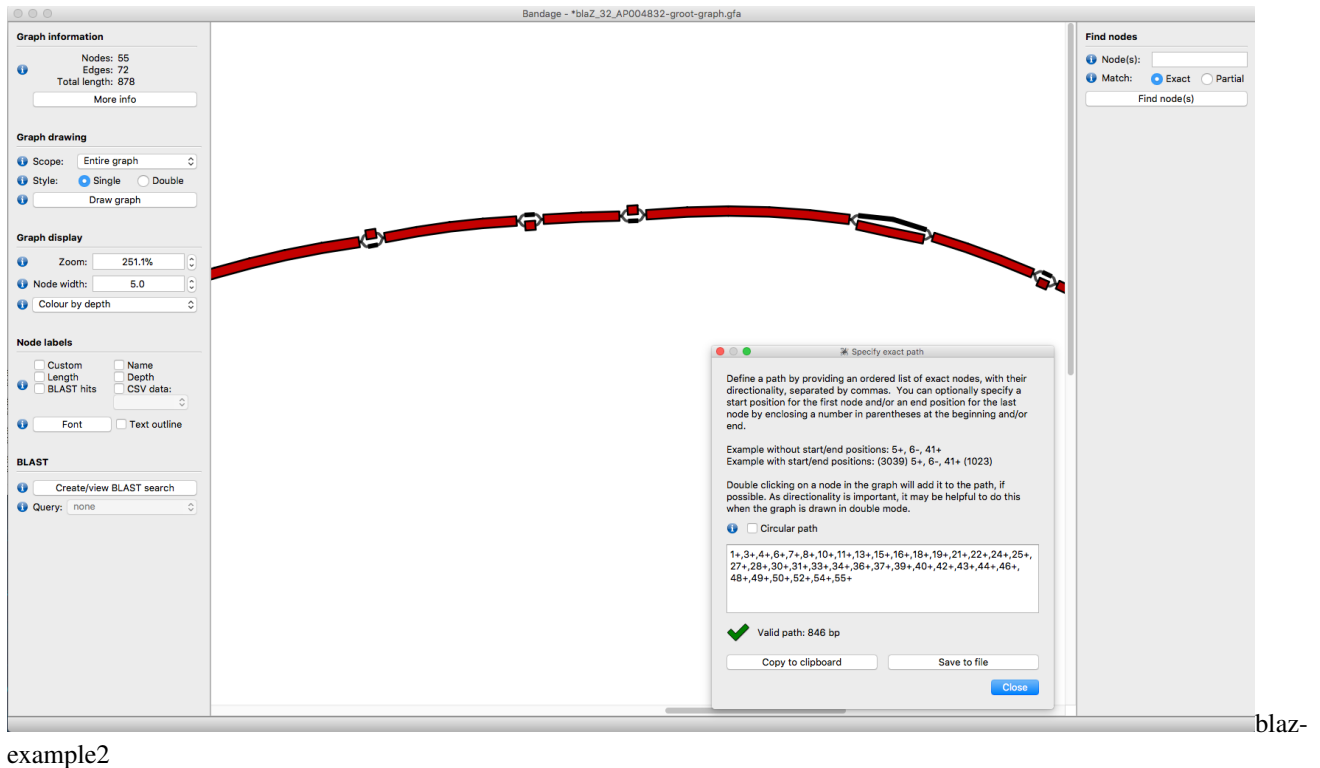 Bandage - *blaZ_32_AP004832-groot-graph.gfa
Graph information
Nodes: 55
Edges: 72
Total length: 878
More info
Graph drawing
Scope: Entire graph
Style: Single Double
Draw graph
Graph display
Zoom: 251.1%
Node width: 5.0
Colour by depth
Node labels
Custom Name
Length Depth
BLAST hits CSV data:
Font Text outline
BLAST
Create/view BLAST search
Query: none
Find nodes
Node(s):
Match: Exact Partial
Find node(s)
Specify exact path
Define a path by providing an ordered list of exact nodes, with their
directionality, separated by commas. You can optionally specify a
start position for the first node and/or an end position for the last
node by enclosing a number in parentheses at the beginning and/or
end.
Example without start/end positions: 5+, 6-, 41+
Example with start/end positions: (3039) 5+, 6-, 41+ (1023)
Double clicking on a node in the graph will add it to the path, if
possible. As directionality is important, it may be helpful to do this
when the graph is drawn in double mode.
Circular path
1+,3+,4+,6+,7+,8+,10+,11+,13+,15+,16+,18+,19+,21+,22+,24+,25+,
27+,28+,30+,31+,33+,34+,36+,37+,39+,40+,42+,43+,44+,46+,
48+,49+,50+,52+,54+,55+
Valid path: 846 bp
Copy to clipboard Save to file
Close
blaz-
example2